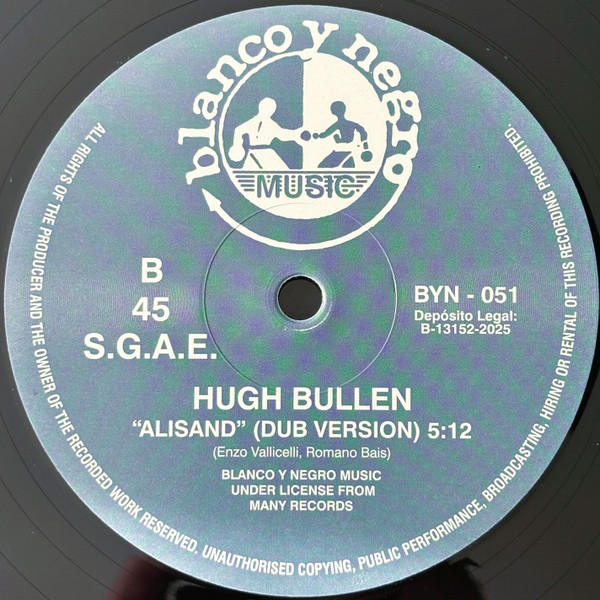 blanco y negro
MUSIC
B
45
S.G.A.E.
BYN - 051
Depósito Legal:
B-13152-2025
HUGH BULLEN
“ALISAND” (DUB VERSION) 5:12
(Enzo Vallicelli, Romano Bais)
BLANCO Y NEGRO MUSIC
UNDER LICENSE FROM
MANY RECORDS
ALL RIGHTS OF THE PRODUCER AND THE OWNER OF THE RECORDED WORK RESERVED, UNAUTHORISED COPYING, PUBLIC PERFORMANCE, BROADCASTING, HIRING OR RENTAL OF THIS RECORDING PROHIBITED.